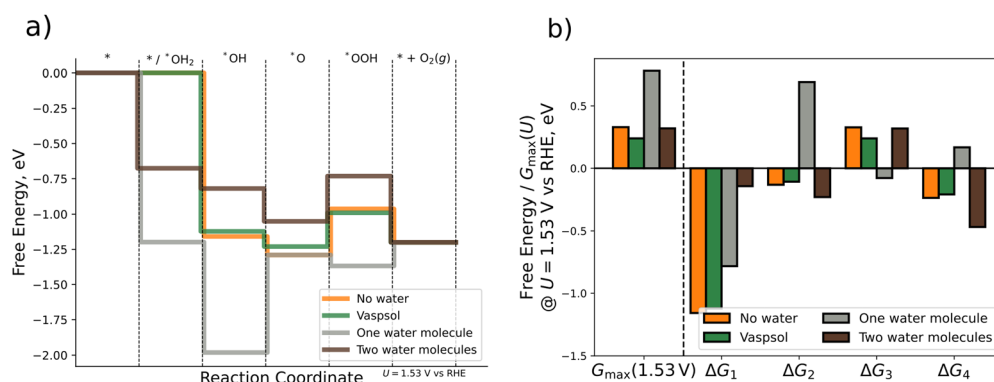 a)
* * / *OH₂ *OH *O *OOH * + O₂(g)
Free Energy, eV
0.00
−0.25
−0.50
−0.75
−1.00
−1.25
−1.50
−1.75
−2.00
No water
Vaspsol
One water molecule
Two water molecules
Reaction Coordinate
U = 1.53 V vs RHE
b)
Free Energy / Gmax(U)
@ U = 1.53 V vs RHE, eV
0.5
0.0
−0.5
−1.0
−1.5
No water
Vaspsol
One water molecule
Two water molecules
Gmax(1.53 V) ΔG₁ ΔG₂ ΔG₃ ΔG₄